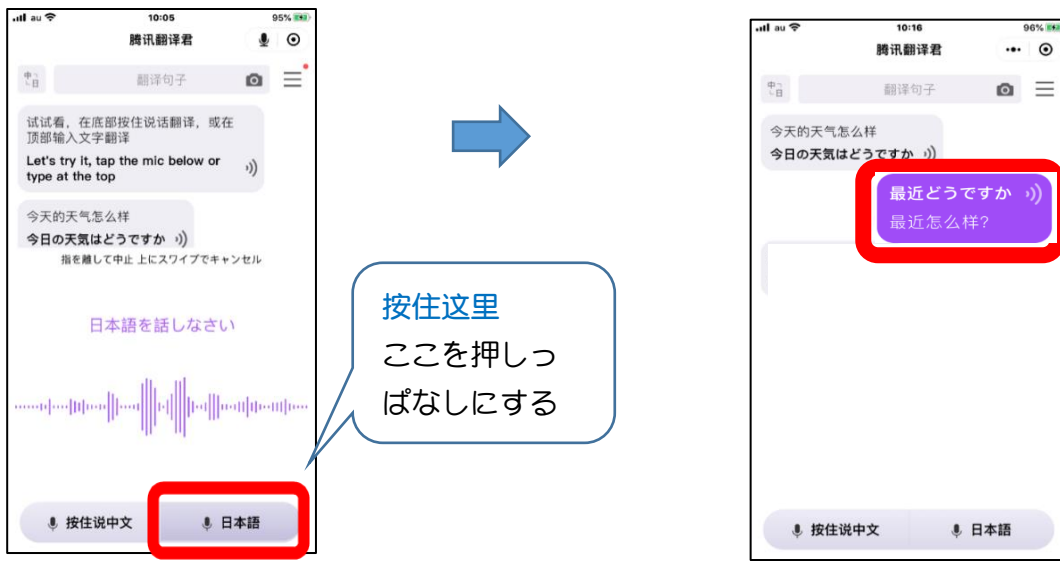 au 10:05 95%
腾讯翻译君
中
日
翻译句子
试试看，在底部按住说话翻译，或在
顶部输入文字翻译
Let's try it, tap the mic below or
type at the top
今天的天气怎么样
今日の天気はどうですか
指を離して中止 上にスワイプでキャンセル
日本語を話しなさい
按住说中文
日本語
按住这里
ここを押しっ
ぱなしにする
au 10:16 96%
腾讯翻译君
中
日
翻译句子
今天的天气怎么样
今日の天気はどうですか
最近どうですか
最近怎么样?
按住说中文
日本語